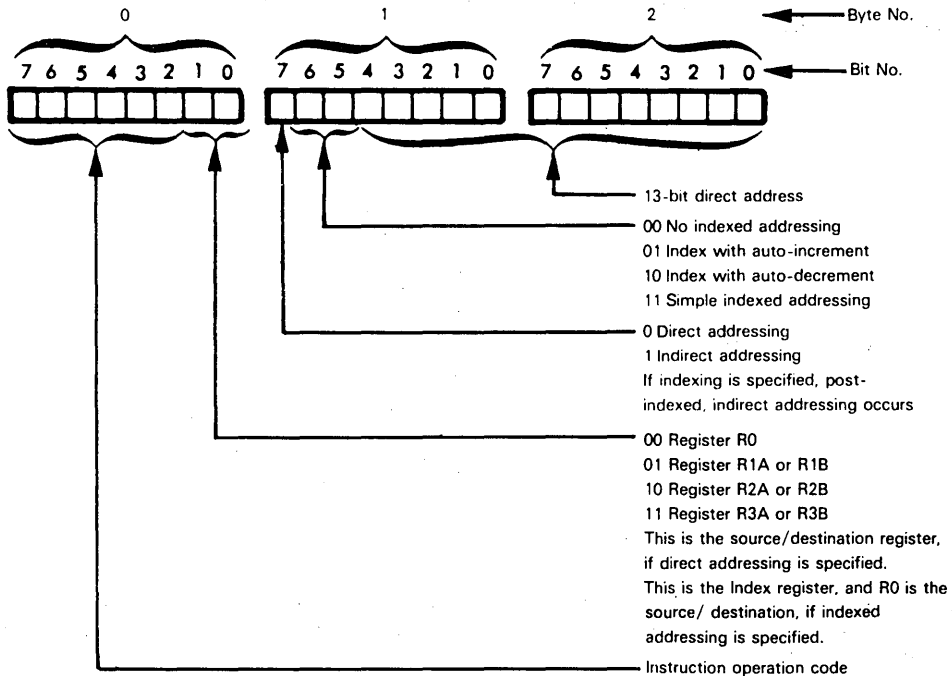 0 1 2 Byte No.
7 6 5 4 3 2 1 0 7 6 5 4 3 2 1 0 7 6 5 4 3 2 1 0 Bit No.
13-bit direct address
00 No indexed addressing
01 Index with auto-increment
10 Index with auto-decrement
11 Simple indexed addressing
0 Direct addressing
1 Indirect addressing
If indexing is specified, post-
indexed, indirect addressing occurs
00 Register R0
01 Register R1A or R1B
10 Register R2A or R2B
11 Register R3A or R3B
This is the source/destination register,
if direct addressing is specified.
This is the Index register, and R0 is the
source/ destination, if indexed
addressing is specified.
Instruction operation code